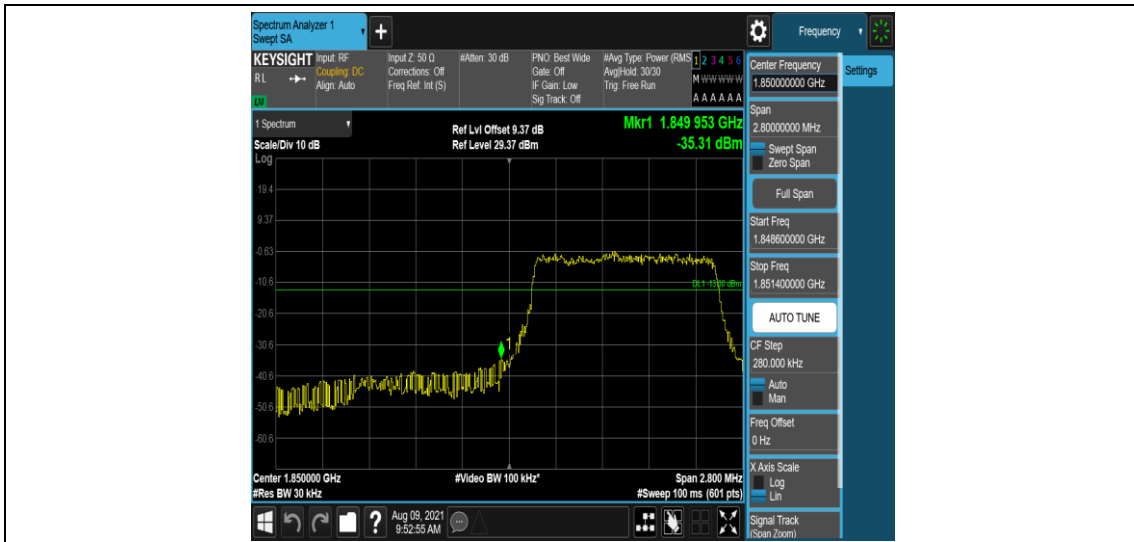 Spectrum Analyzer 1
Swept SA
+
Frequency
KEYSIGHT
RL
LM
Input: RF
Coupling: DC
Align: Auto
Input Z: 50 Ω
Corrections: Off
Freq Ref: Int (S)
#Atten: 30 dB
PNO: Best Wide
Gate: Off
IF Gain: Low
Sig Track: Off
#Avg Type: Power (RMS
Avg|Hold: 30/30
Trig: Free Run
1 2 3 4 5 6
M W W W W W
A A A A A A
1 Spectrum
Scale/Div 10 dB
Ref Lvl Offset 9.37 dB
Ref Level 29.37 dBm
Mkr1 1.849 953 GHz
-35.31 dBm
Log
19.4
9.37
-0.63
-10.6
-20.6
-30.6
-40.6
-50.6
-60.6
DL1 -13.00 dBm
1
Center 1.850000 GHz
#Res BW 30 kHz
#Video BW 100 kHz*
Span 2.800 MHz
#Sweep 100 ms (601 pts)
Center Frequency
1.850000000 GHz
Settings
Span
2.80000000 MHz
Swept Span
Zero Span
Full Span
Start Freq
1.848600000 GHz
Stop Freq
1.851400000 GHz
AUTO TUNE
CF Step
280.000 kHz
Auto
Man
Freq Offset
0 Hz
X Axis Scale
Log
Lin
Signal Track
(Span Zoom)
?
Aug 09, 2021
9:52:55 AM